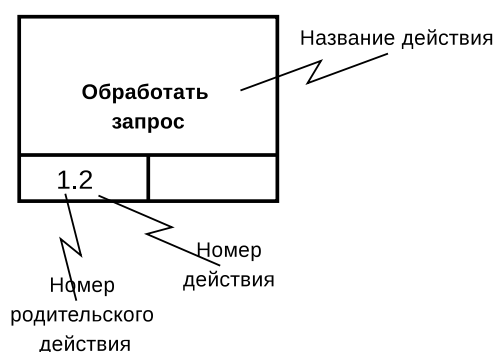 Название действия
Обработать
запрос
1.2
Номер
действия
Номер
родительского
действия